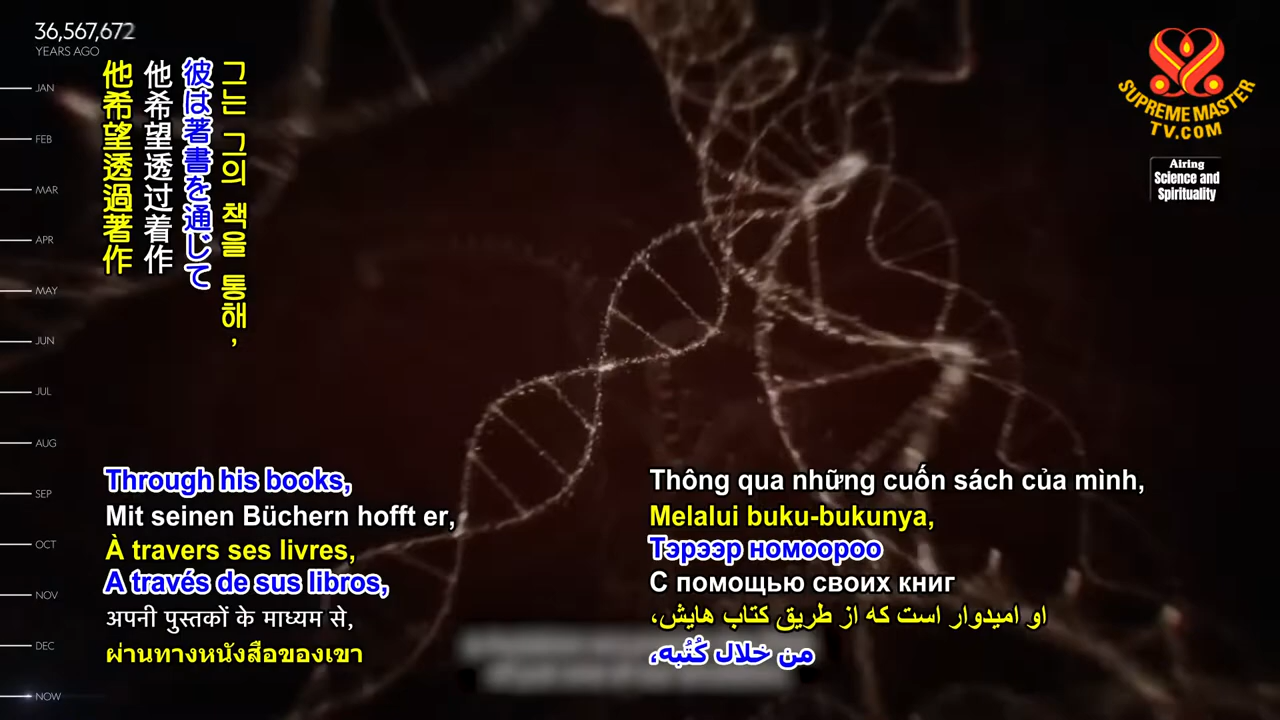 36,567,672
YEARS AGO
JAN
FEB
MAR
APR
MAY
JUN
JUL
AUG
SEP
OCT
NOV
DEC
NOW
그는 그의 책을 통해,
彼は著書を通じて
他希望透过着作
他希望透過著作
SUPREME MASTER
TV.COM
Airing
Science and
Spirituality
Through his books,
Mit seinen Büchern hofft er,
À travers ses livres,
A través de sus libros,
अपनी पुस्तकों के माध्यम से,
ผ่านทางหนังสือของเขา
Thông qua những cuốn sách của mình,
Melalui buku-bukunya,
Тэрээр номоороо
С помощью своих книг
او امیدوار است که از طریق کتاب هایش،
من خلال كُتُبه،